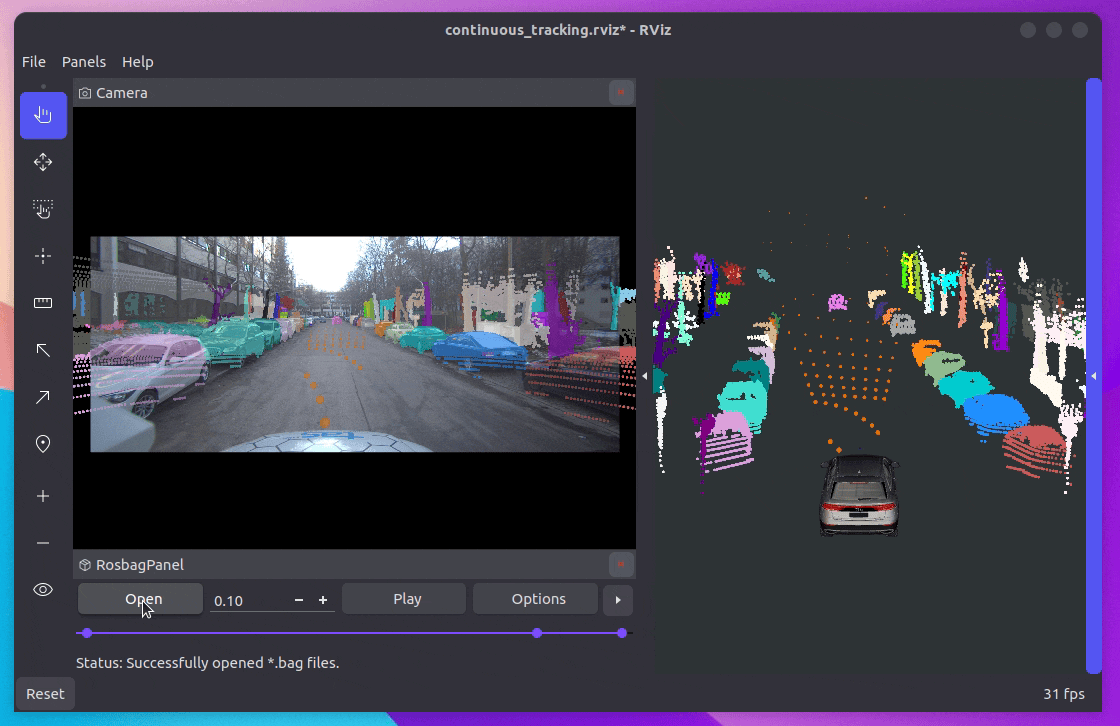 continuous_tracking.rviz* - RViz
File Panels Help
Camera
RosbagPanel
Open 0.10 − + Play Options
Status: Successfully opened *.bag files.
Reset 31 fps